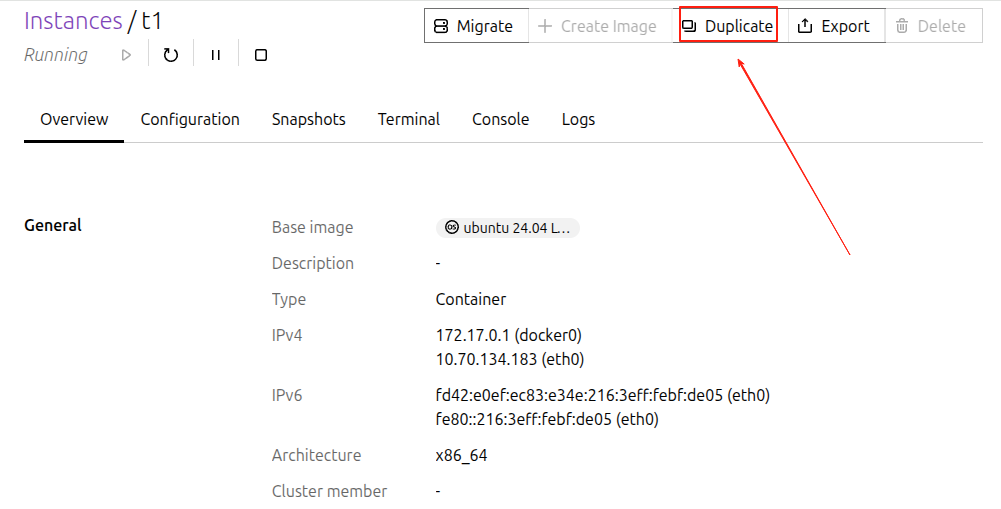 Instances / t1
Migrate Create Image Duplicate Export Delete
Running
Overview Configuration Snapshots Terminal Console Logs
General
Base image ubuntu 24.04 L...
Description -
Type Container
IPv4 172.17.0.1 (docker0)
10.70.134.183 (eth0)
IPv6 fd42:e0ef:ec83:e34e:216:3eff:febf:de05 (eth0)
fe80::216:3eff:febf:de05 (eth0)
Architecture x86_64
Cluster member -